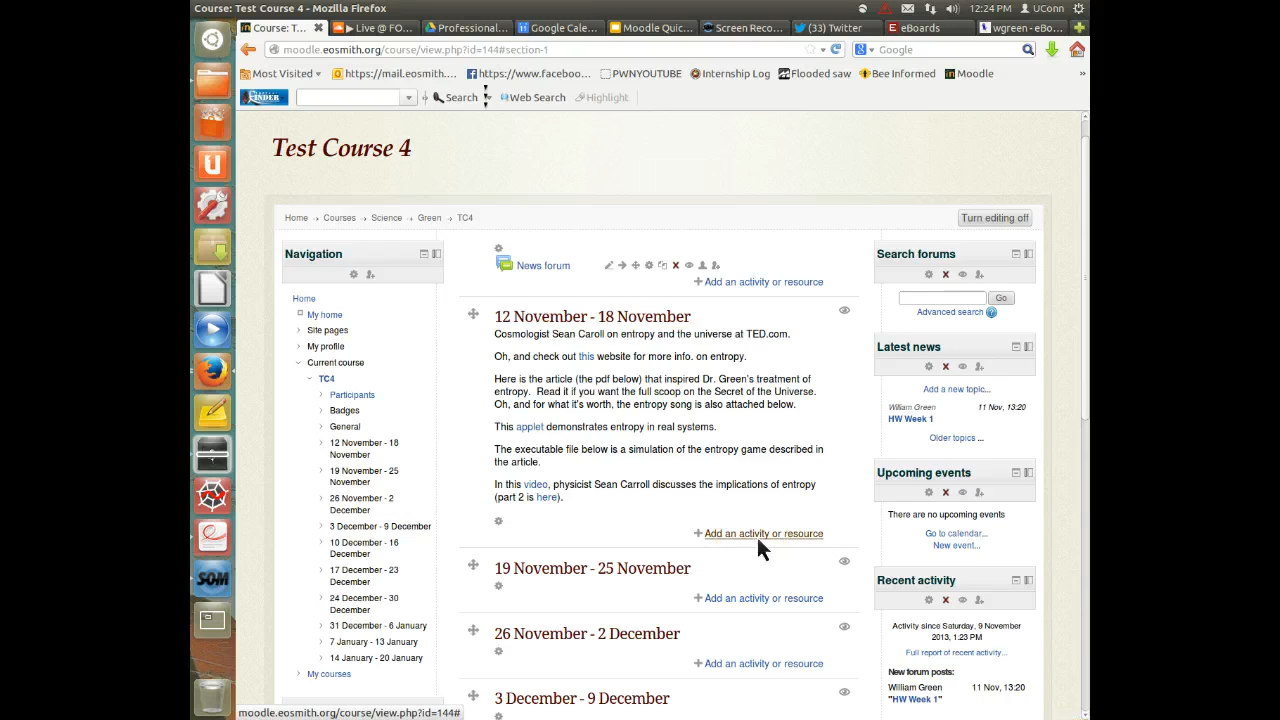 Course: Test Course 4 - Mozilla Firefox
12:24 PM UConn
Course: T... Live @ FO... Professional... Google Cale... Moodle Quic... Screen Reco... (33) Twitter eBoards wgreen - eV...
moodle.eosmith.org/course/view.php?id=144#section-1
Google
Most Visited https://mail.eosmith.... https://www.faceboo... PWNYOUTUBE Internship Log Flooded saw Bee Informed Moodle »
Search Web Search Highlight
Test Course 4
Home → Courses → Science → Green → TC4
Turn editing off
Navigation
Home
My home
Site pages
My profile
Current course
TC4
Participants
Badges
General
12 November - 18
November
19 November - 25
November
26 November - 2
December
3 December - 9 December
10 December - 16
December
17 December - 23
December
24 December - 30
December
31 December - 6 January
7 January - 13 January
14 January - 20 January
My courses
News forum
Add an activity or resource
12 November - 18 November
Cosmologist Sean Caroll on entropy and the universe at TED.com.
Oh, and check out this website for more info. on entropy.
Here is the article (the pdf below) that inspired Dr. Green's treatment of
entropy. Read it if you want the full scoop on the Secret of the Universe.
Oh, and for what it's worth, the entropy song is also attached below.
This applet demonstrates entropy in real systems.
The executable file below is a simulation of the entropy game described in
the article.
In this video, physicist Sean Carroll discusses the implications of entropy
(part 2 is here).
Add an activity or resource
19 November - 25 November
Add an activity or resource
26 November - 2 December
Add an activity or resource
3 December - 9 December
Search forums
Go
Advanced search
Latest news
Add a new topic...
William Green 11 Nov, 13:20
HW Week 1
Older topics ...
Upcoming events
There are no upcoming events
Go to calendar...
New event...
Recent activity
Activity since Saturday, 9 November
2013, 1:23 PM
Full report of recent activity...
New forum posts:
William Green 11 Nov, 13:20
"HW Week 1"
SOM
moodle.eosmith.org/course/view.php?id=144#